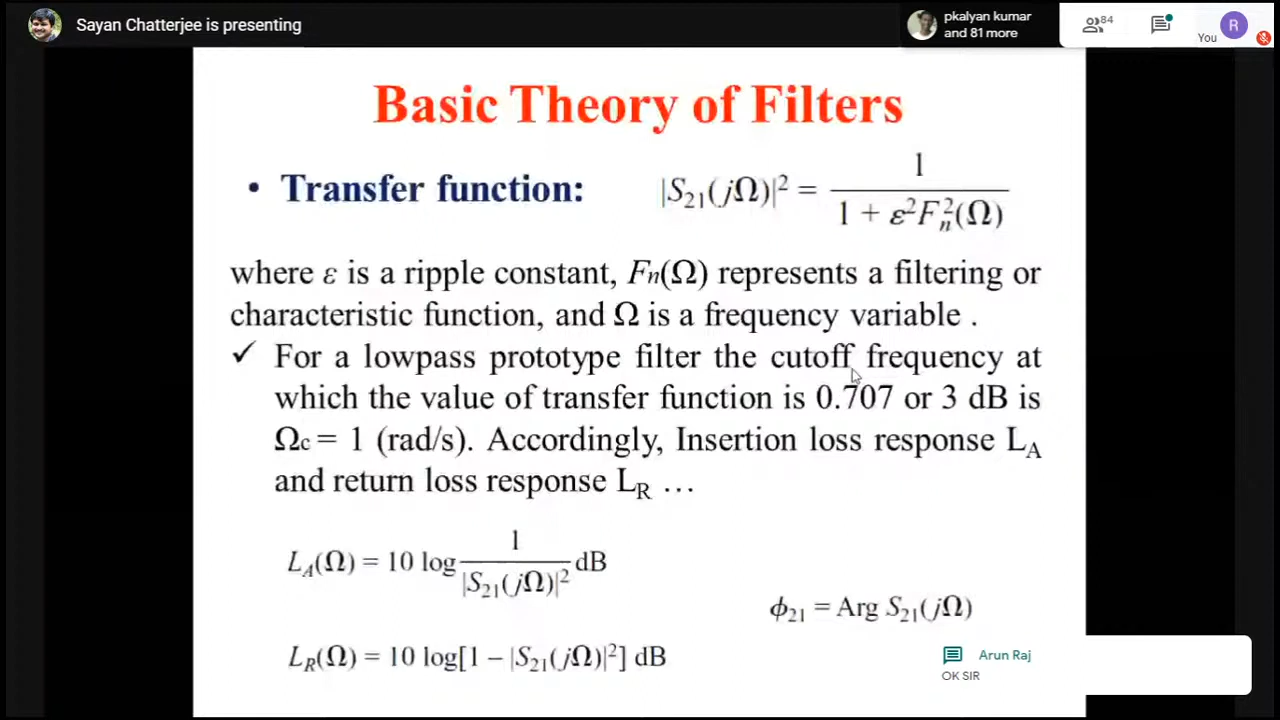 Sayan Chatterjee is presenting
pkalyan kumar
and 81 more
84
You
R
Basic Theory of Filters
• Transfer function: |S₂₁(jΩ)|² = 1 / (1 + ε²Fₙ²(Ω))
where ε is a ripple constant, Fn(Ω) represents a filtering or
characteristic function, and Ω is a frequency variable .
✓ For a lowpass prototype filter the cutoff frequency at
which the value of transfer function is 0.707 or 3 dB is
Ωc = 1 (rad/s). Accordingly, Insertion loss response L_A
and return loss response L_R …
L_A(Ω) = 10 log 1 / |S₂₁(jΩ)|² dB
ϕ₂₁ = Arg S₂₁(jΩ)
L_R(Ω) = 10 log[1 − |S₂₁(jΩ)|²] dB
Arun Raj
OK SIR